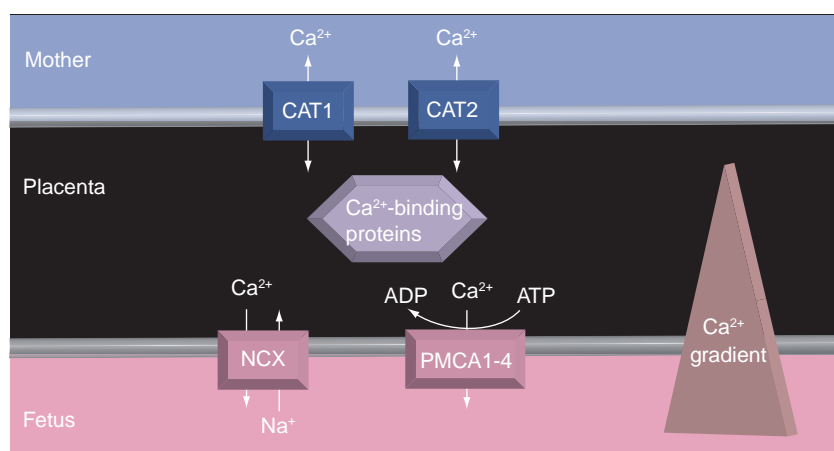 Ca²⁺ Ca²⁺
Mother
CAT1 CAT2
Placenta
Ca²⁺-binding
proteins
Ca²⁺ ADP Ca²⁺ ATP
Ca²⁺
gradient
NCX PMCA1-4
Fetus Na⁺